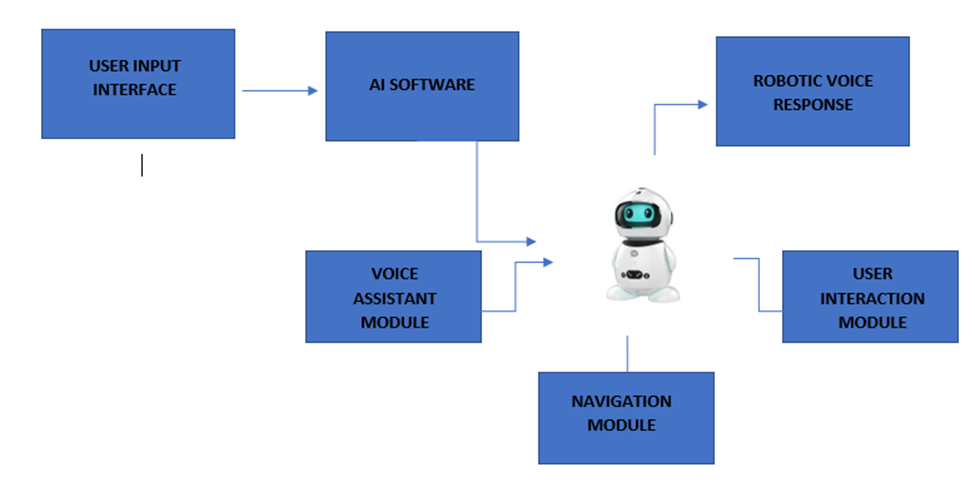 USER INPUT
INTERFACE
AI SOFTWARE
ROBOTIC VOICE
RESPONSE
VOICE
ASSISTANT
MODULE
USER
INTERACTION
MODULE
NAVIGATION
MODULE